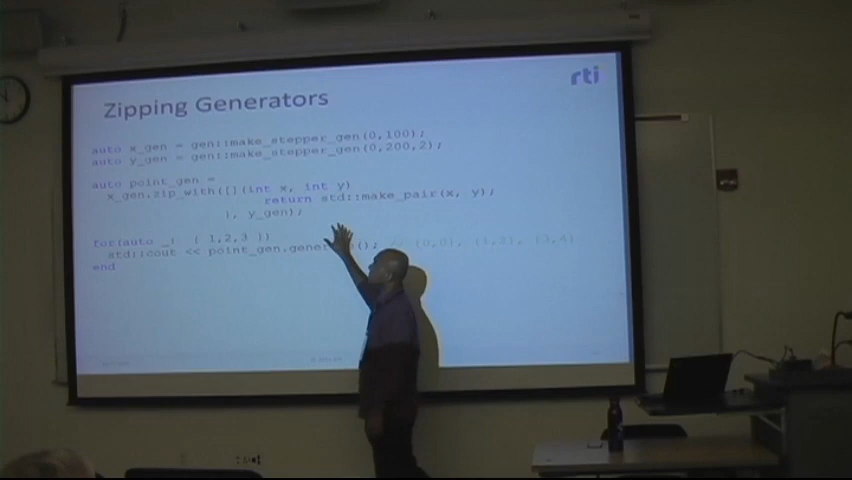 rti
Zipping Generators
auto x_gen = gen::make_stepper_gen(0,100);
auto y_gen = gen::make_stepper_gen(0,200,2);
auto point_gen =
x_gen.zip_with([](int x, int y)
return std::make_pair(x, y);
}, y_gen);
for(auto _: { 1,2,3 })
std::cout << point_gen.gener (); // {0,0}, {1,2}, {2,4}
end